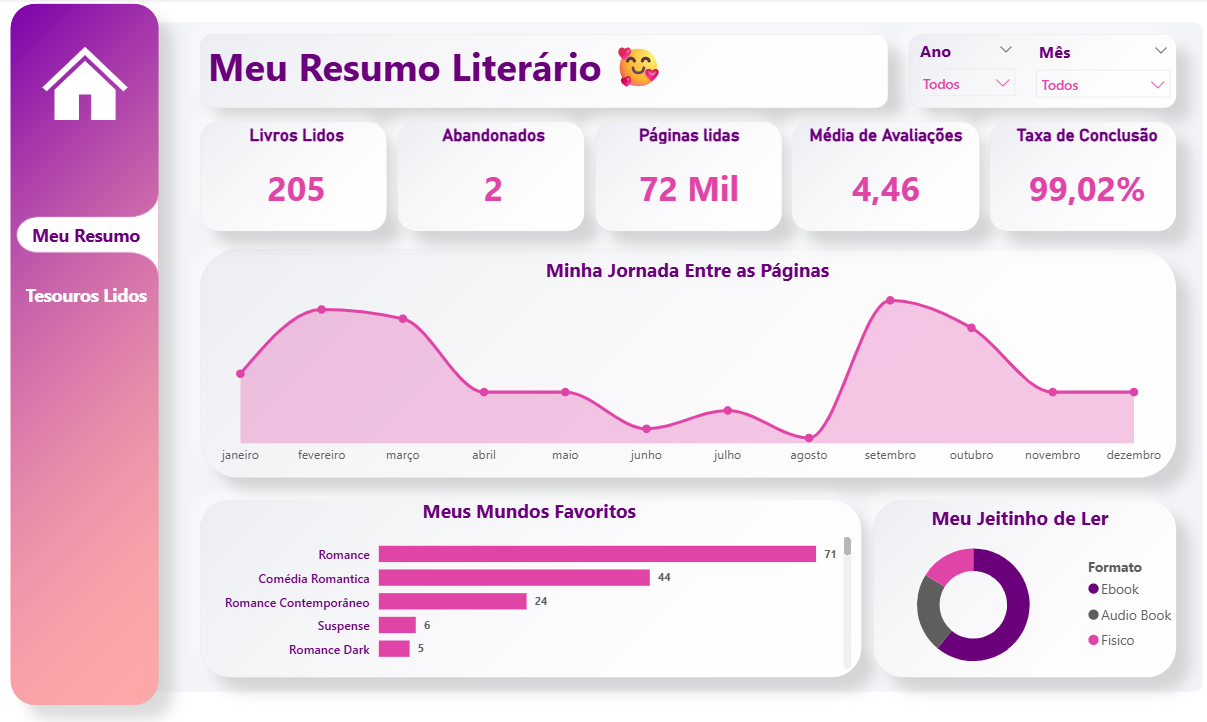 Meu Resumo
Tesouros Lidos
Meu Resumo Literário 🥰
Ano
Todos
Mês
Todos
Livros Lidos
205
Abandonados
2
Páginas lidas
72 Mil
Média de Avaliações
4,46
Taxa de Conclusão
99,02%
Minha Jornada Entre as Páginas
janeiro fevereiro março abril maio junho julho agosto setembro outubro novembro dezembro
Meus Mundos Favoritos
Romance 71
Comédia Romantica 44
Romance Contemporâneo 24
Suspense 6
Romance Dark 5
Meu Jeitinho de Ler
Formato
Ebook
Audio Book
Fisico